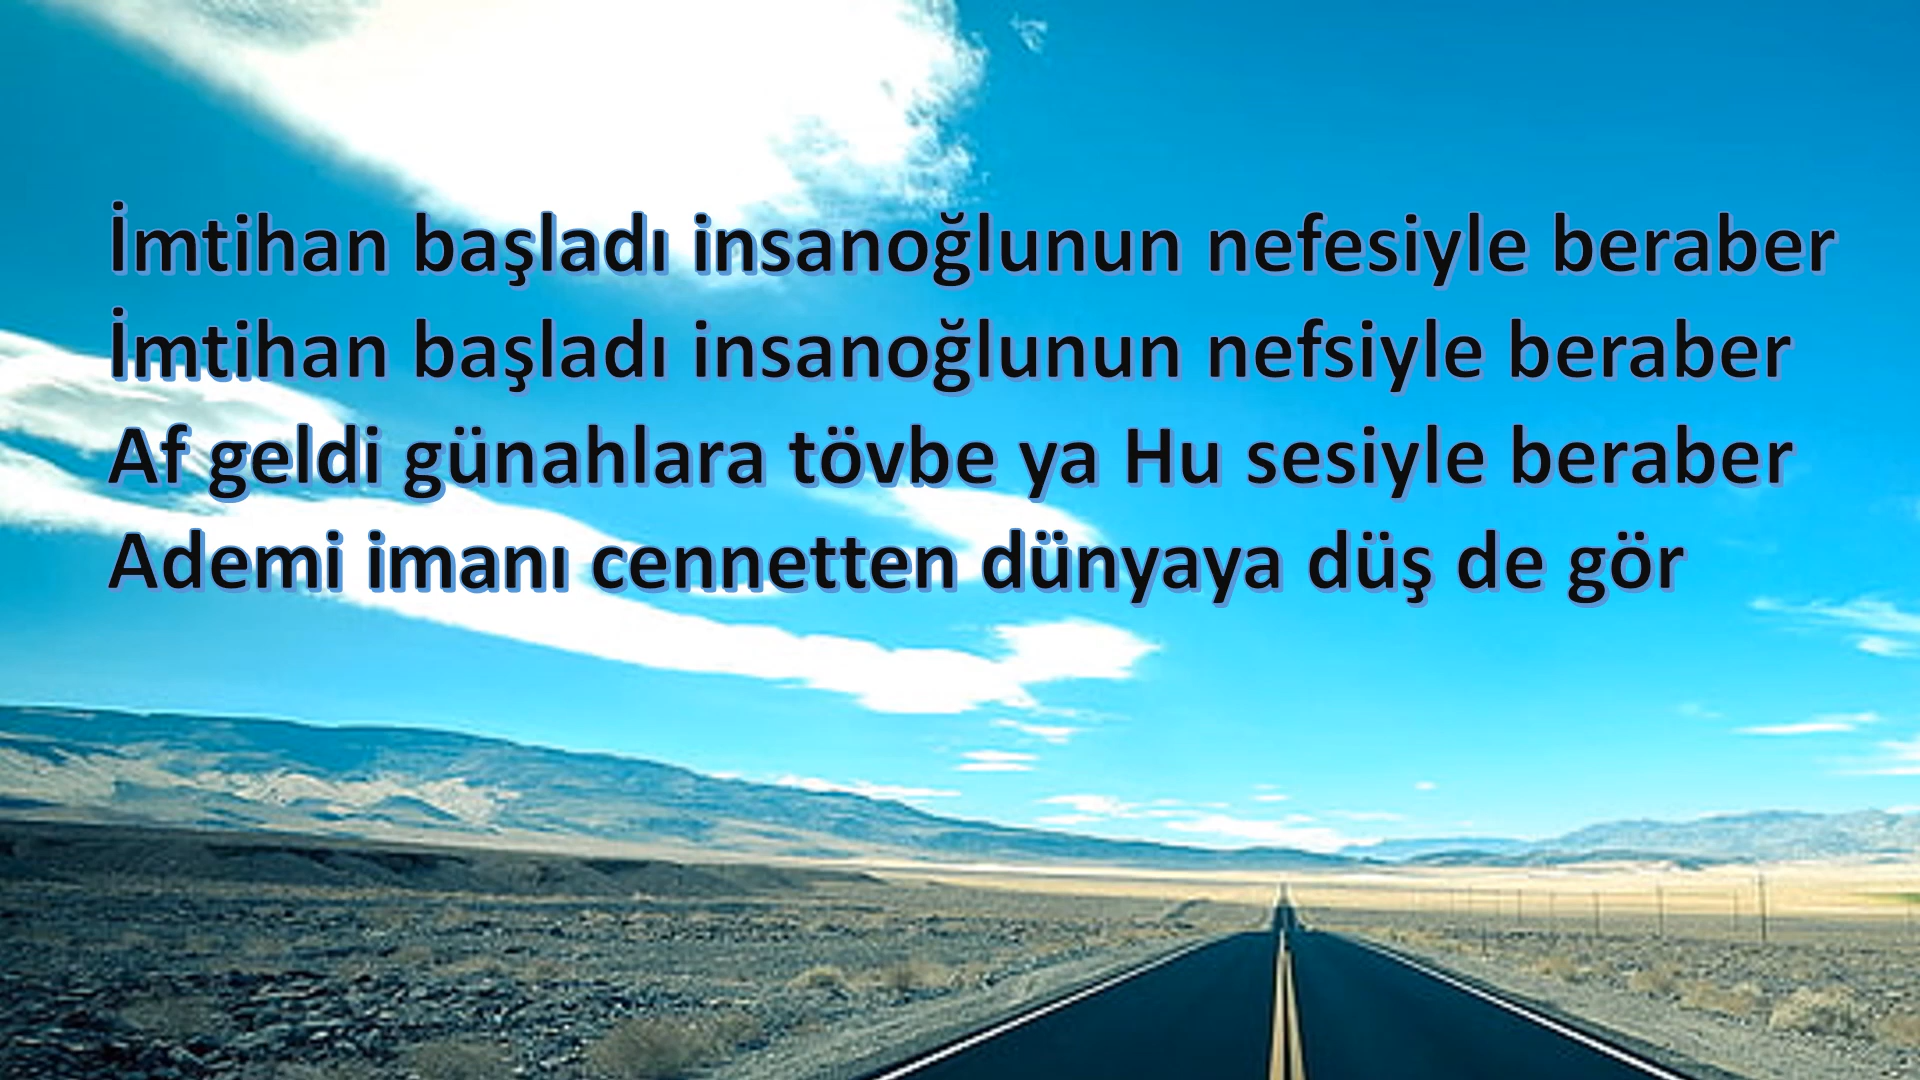 İmtihan başladı insanoğlunun nefesiyle beraber
İmtihan başladı insanoğlunun nefsiyle beraber
Af geldi günahlara tövbe ya Hu sesiyle beraber
Ademi imanı cennetten dünyaya düş de gör